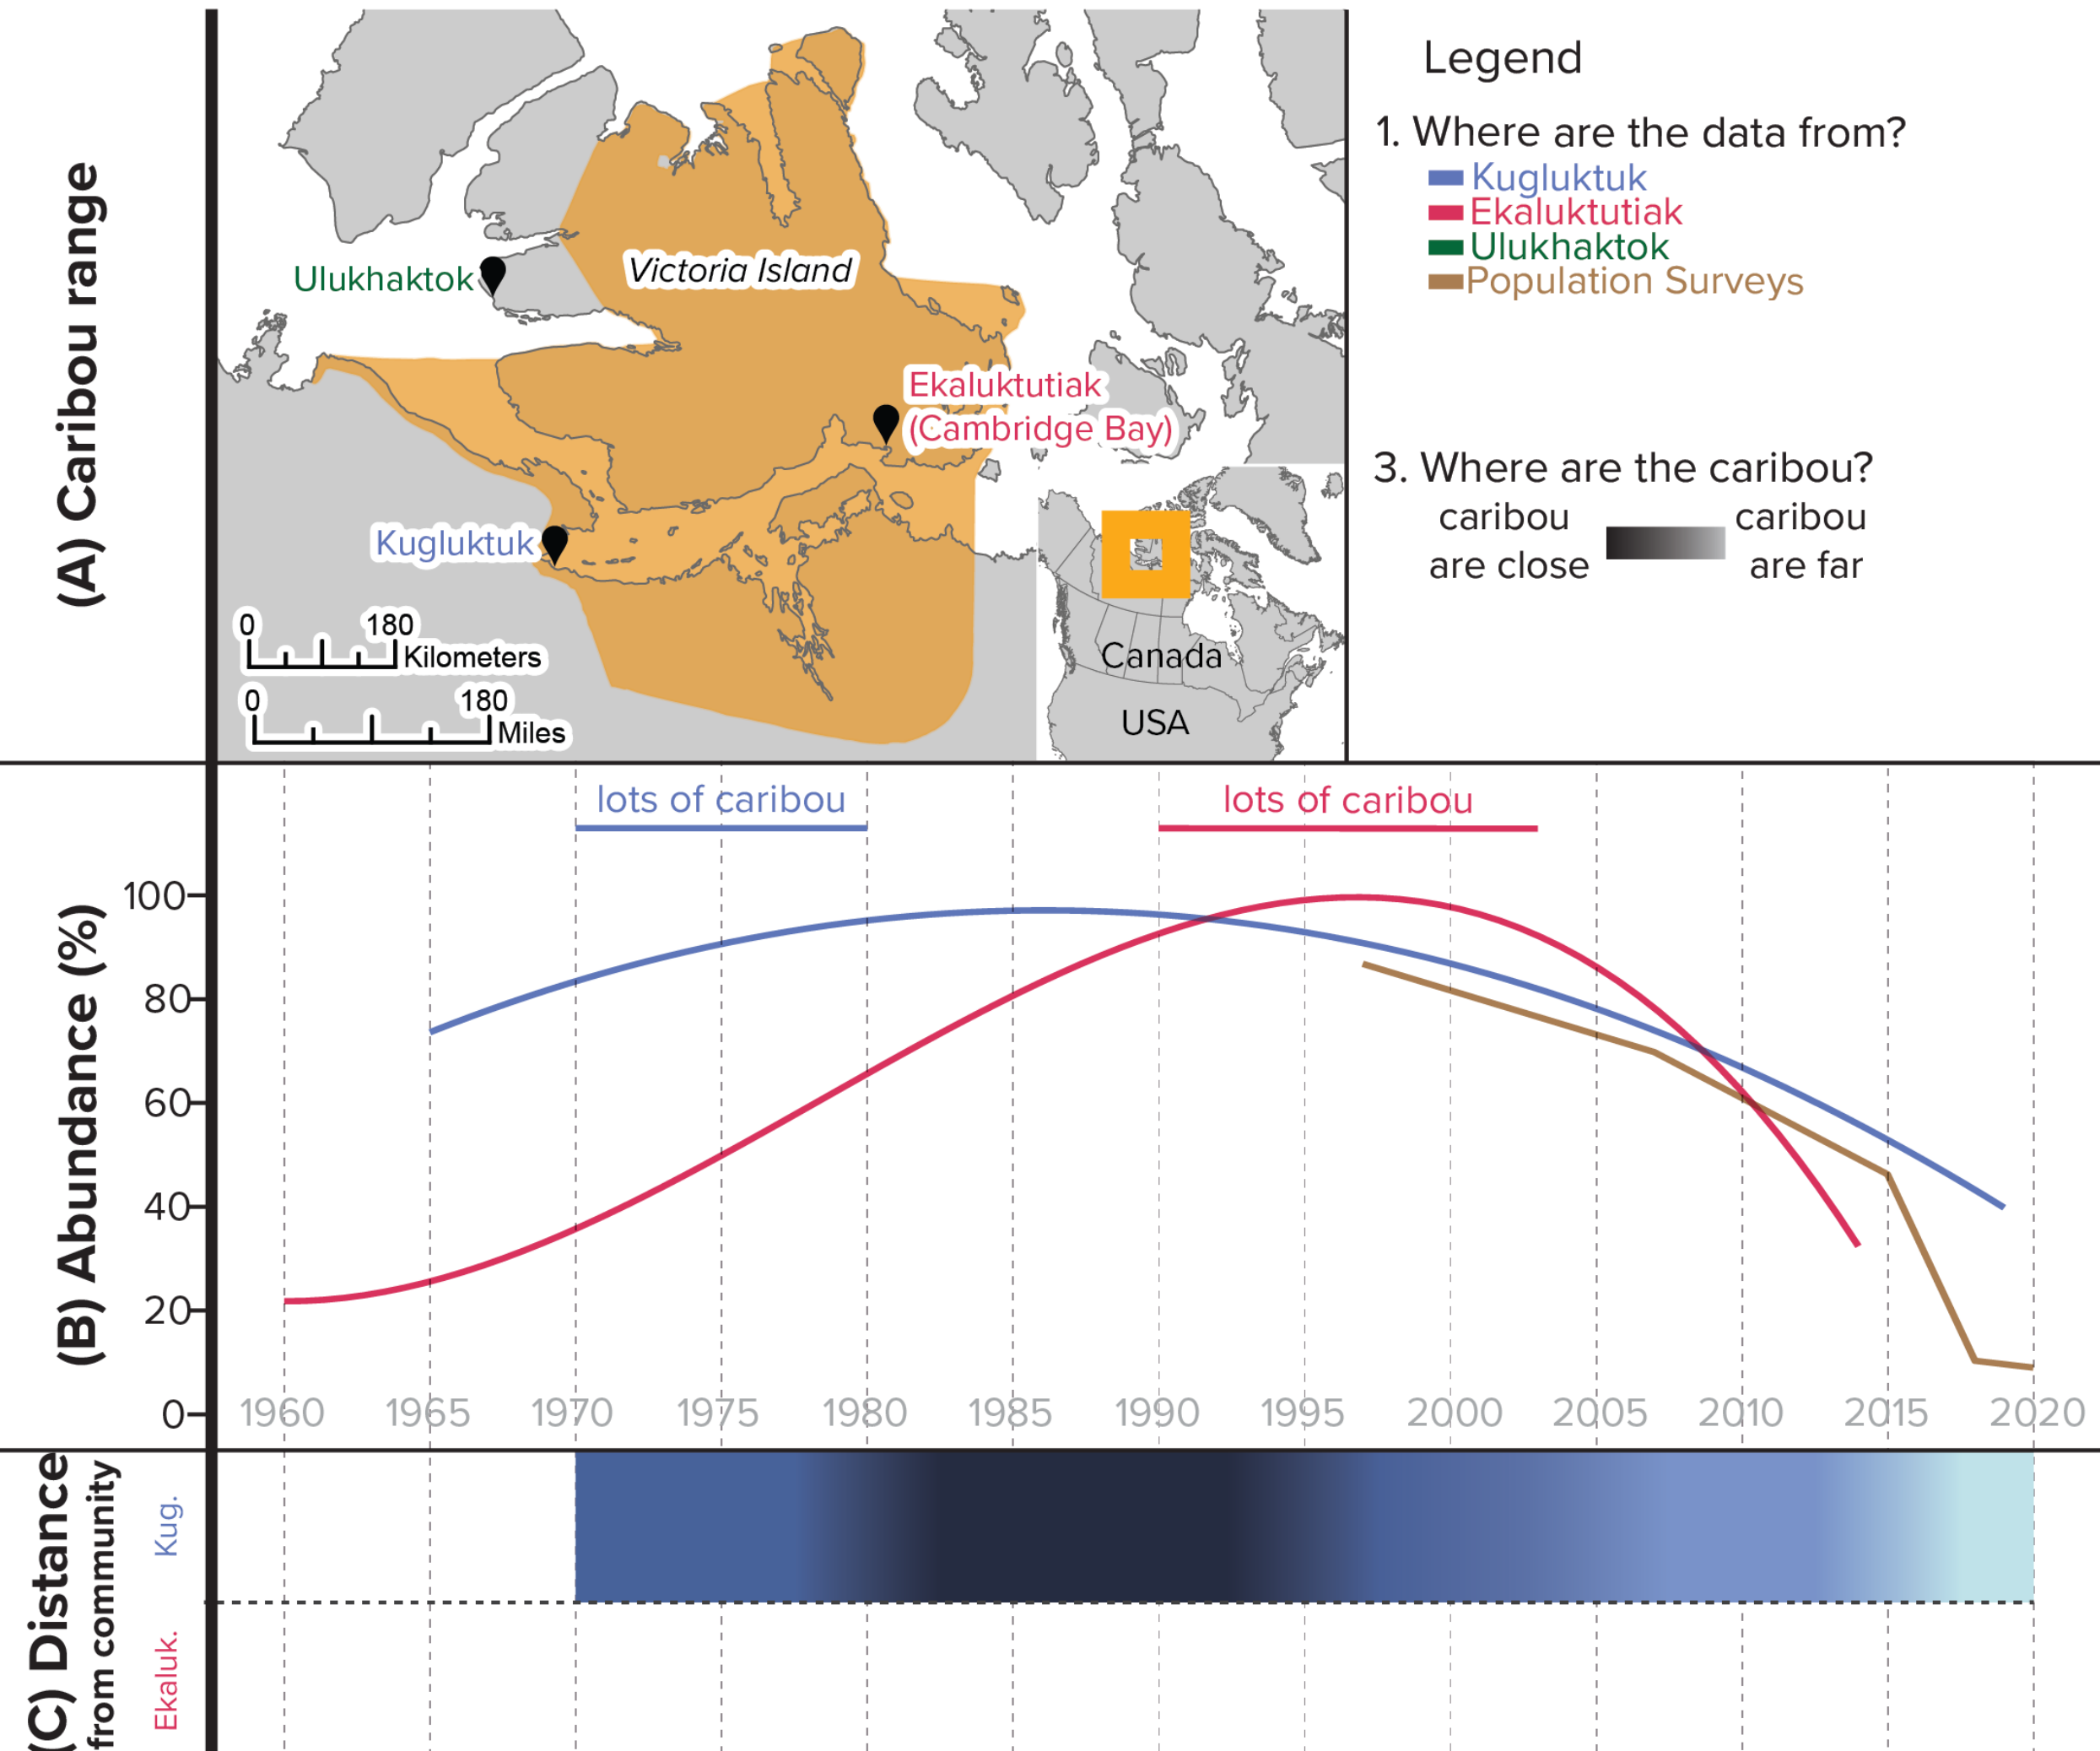 (A) Caribou range
Ulukhaktok
Victoria Island
Ekaluktutiak
(Cambridge Bay)
Kugluktuk
0 180
Kilometers
0 180
Miles
Canada
USA
Legend
1. Where are the data from?
Kugluktuk
Ekaluktutiak
Ulukhaktok
Population Surveys
3. Where are the caribou?
caribou caribou
are close are far
(B) Abundance (%)
lots of caribou lots of caribou
100
80
60
40
20
0
1960 1965 1970 1975 1980 1985 1990 1995 2000 2005 2010 2015 2020
(C) Distance
from community
Kug.
Ekaluk.